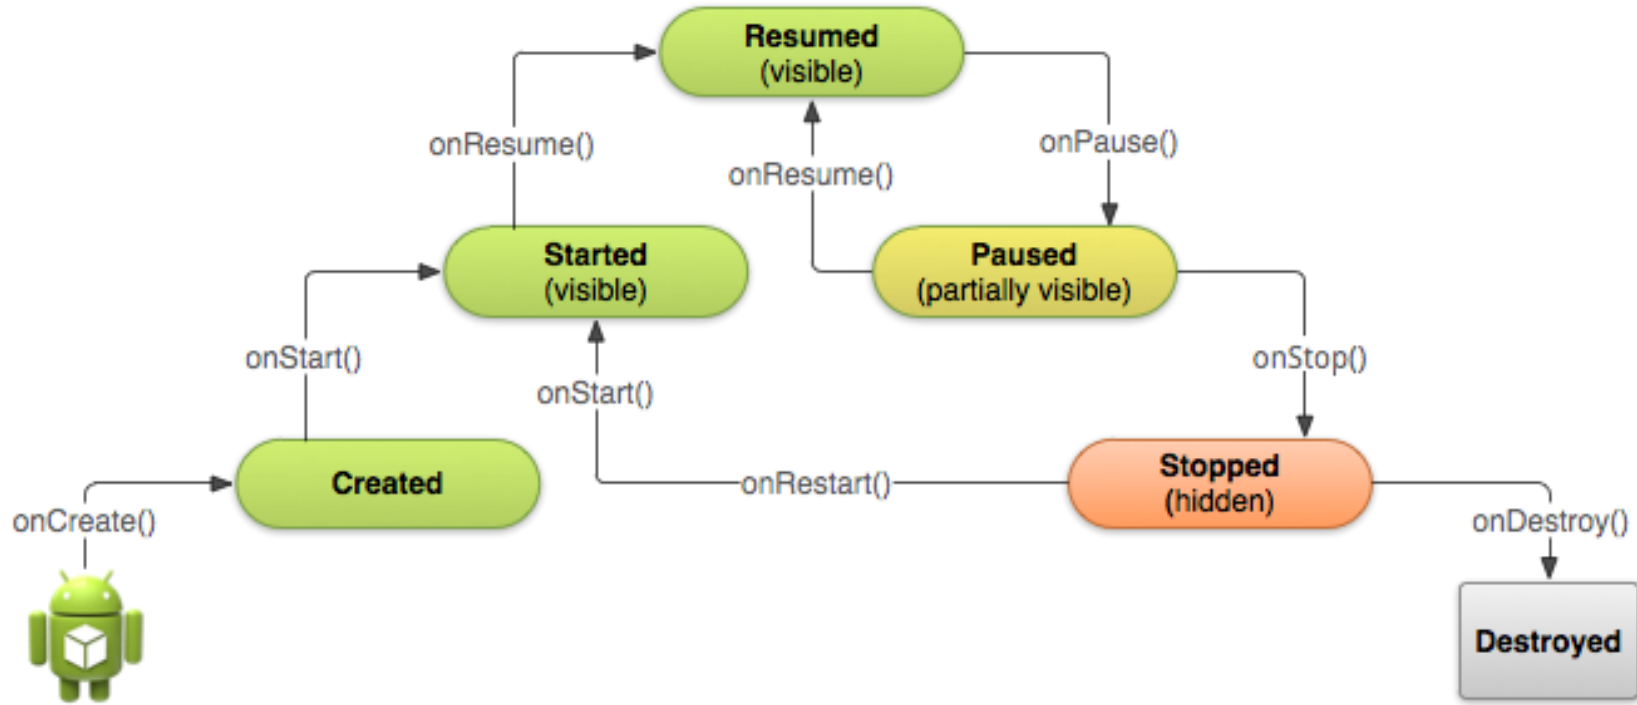 Resumed
(visible)
onResume()
onPause()
onResume()
Started
(visible)
Paused
(partially visible)
onStart()
onStop()
onStart()
Created
Stopped
(hidden)
onRestart()
onCreate()
onDestroy()
Destroyed